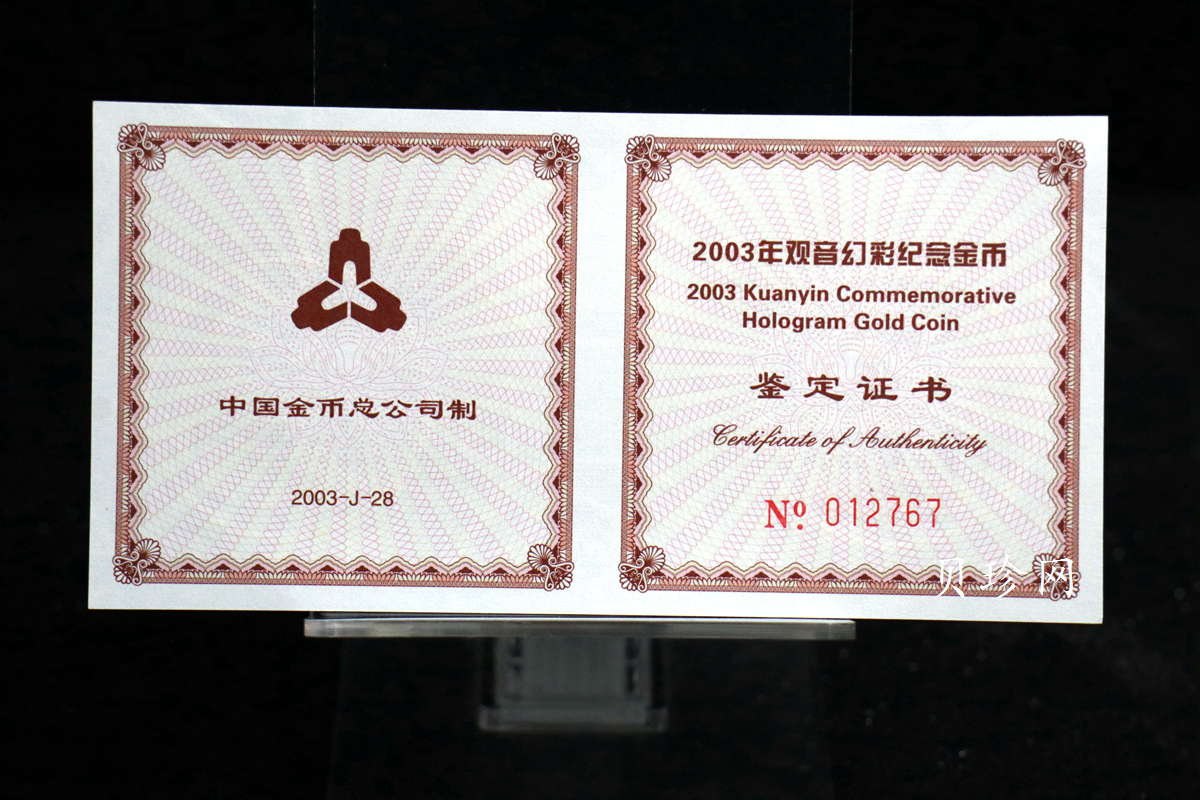 中国金币总公司制
2003-J-28
2003年观音幻彩纪念金币
2003 Kuanyin Commemorative
Hologram Gold Coin
鉴定证书
Certificate of Authenticity
Nº 012767
贝珍网